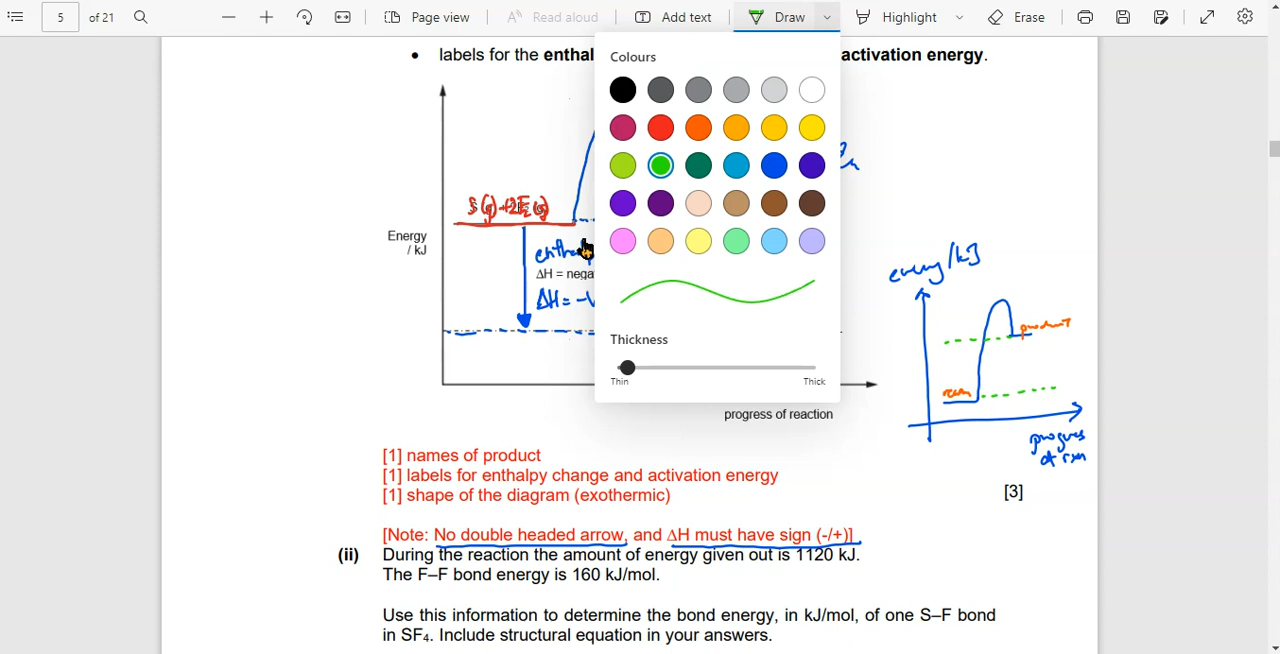 5 of 21 Page view Read aloud Add text Draw Highlight Erase
• labels for the enthal activation energy.
Colours
S(g)+2F2(g)
Energy
/ kJ
ΔH = nega
ΔH = -
Thickness
Thin Thick
progress of reaction
energy/kJ
product
progress
of rxn
[1] names of product
[1] labels for enthalpy change and activation energy
[1] shape of the diagram (exothermic)
[3]
[Note: No double headed arrow, and ΔH must have sign (-/+)]
(ii) During the reaction the amount of energy given out is 1120 kJ.
The F–F bond energy is 160 kJ/mol.
Use this information to determine the bond energy, in kJ/mol, of one S–F bond
in SF4. Include structural equation in your answers.